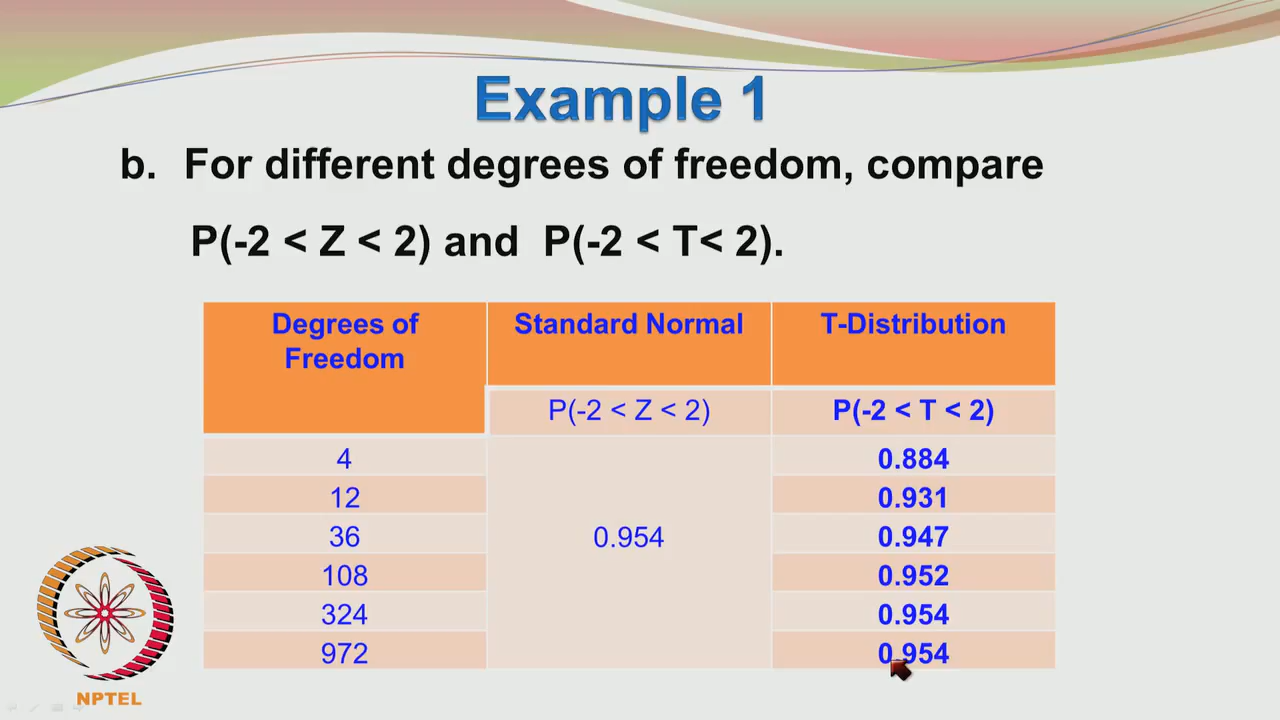 Example 1
b. For different degrees of freedom, compare
P(-2 < Z < 2) and P(-2 < T< 2).
Degrees of Freedom Standard Normal T-Distribution
P(-2 < Z < 2) P(-2 < T < 2)
4 0.884
12 0.931
36 0.954 0.947
108 0.952
324 0.954
972 0.954
NPTEL